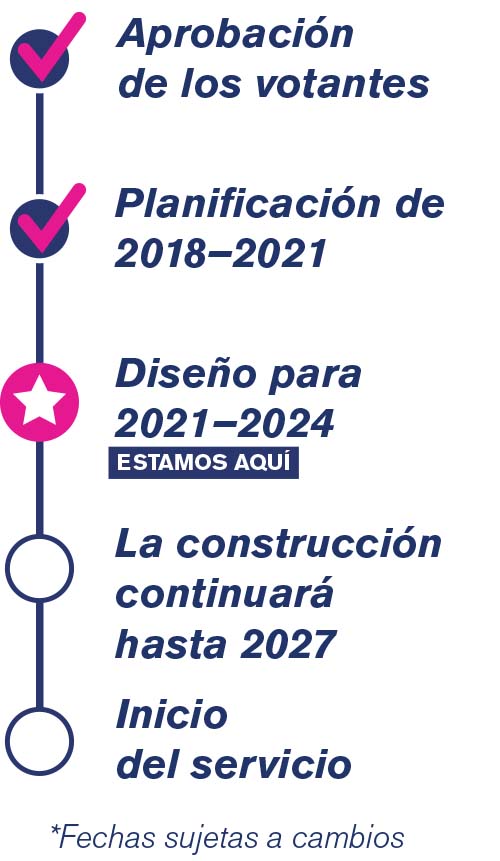 Aprobación
de los votantes
Planificación de
2018–2021
Diseño para
2021–2024
ESTAMOS AQUÍ
La construcción
continuará
hasta 2027
Inicio
del servicio
*Fechas sujetas a cambios